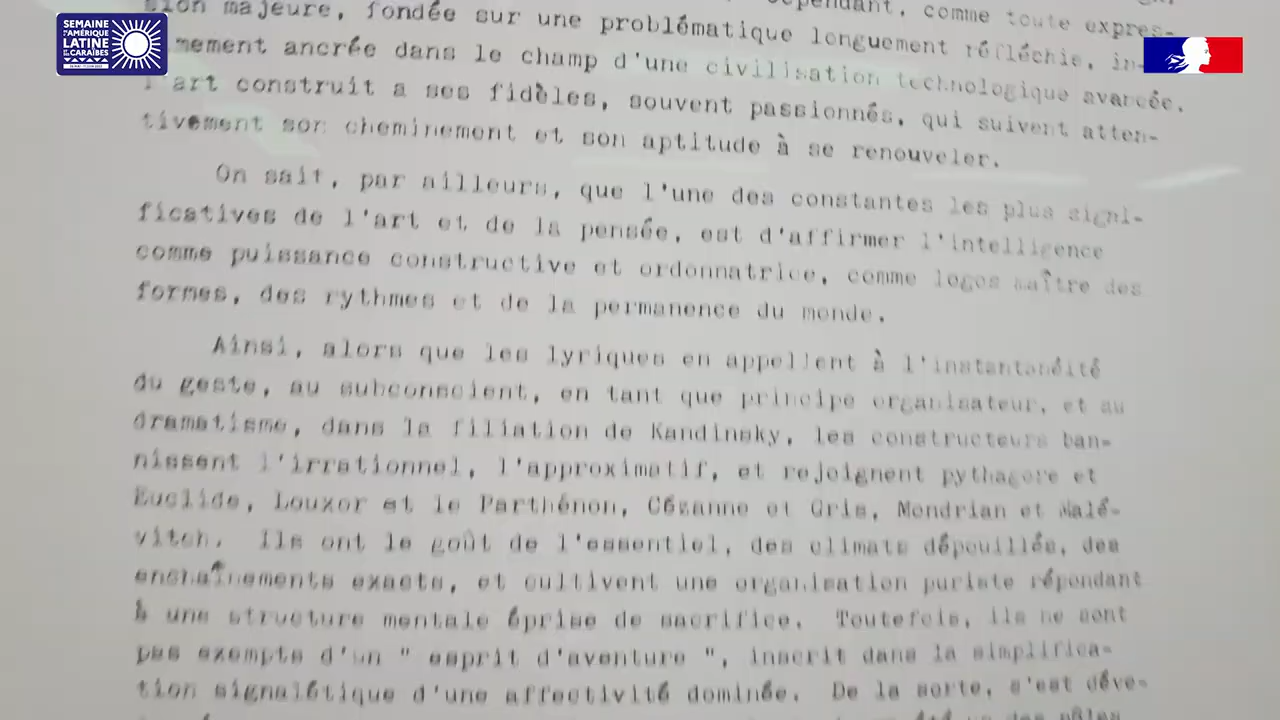 SEMAINE
DE L'AMÉRIQUE
LATINE
ET DES
CARAÏBES
cependant, comme toute expres-
sion majeure, fondée sur une problématique longuement réfléchie, in-
mement ancrée dans le champ d'une civilisation technologique avancée,
l'art construit a ses fidèles, souvent passionnés, qui suivent atten-
tivement son cheminement et son aptitude à se renouveler.
On sait, par ailleurs, que l'une des constantes les plus signi-
ficatives de l'art et de la pensée, est d'affirmer l'intelligence
comme puissance constructive et ordonnatrice, comme logos maître des
formes, des rythmes et de la permanence du monde.
Ainsi, alors que les lyriques en appellent à l'instantanéité
du geste, au subconscient, en tant que principe organisateur, et au
dramatisme, dans la filiation de Kandinsky, les constructeurs ban-
nissent l'irrationnel, l'approximatif, et rejoignent pythagore et
Euclide, Louxor et le Parthénon, Cézanne et Gris, Mondrian et Malé-
vitch. Ils ont le goût de l'essentiel, des climats dépouillés, des
enchaînements exacts, et cultivent une organisation puriste répondant
à une structure mentale éprise de sacrifice. Toutefois, ils ne sont
pas exempts d'un " esprit d'aventure ", inscrit dans la simplifica-
tion signalétique d'une affectivité dominée. De la sorte, s'est déve-